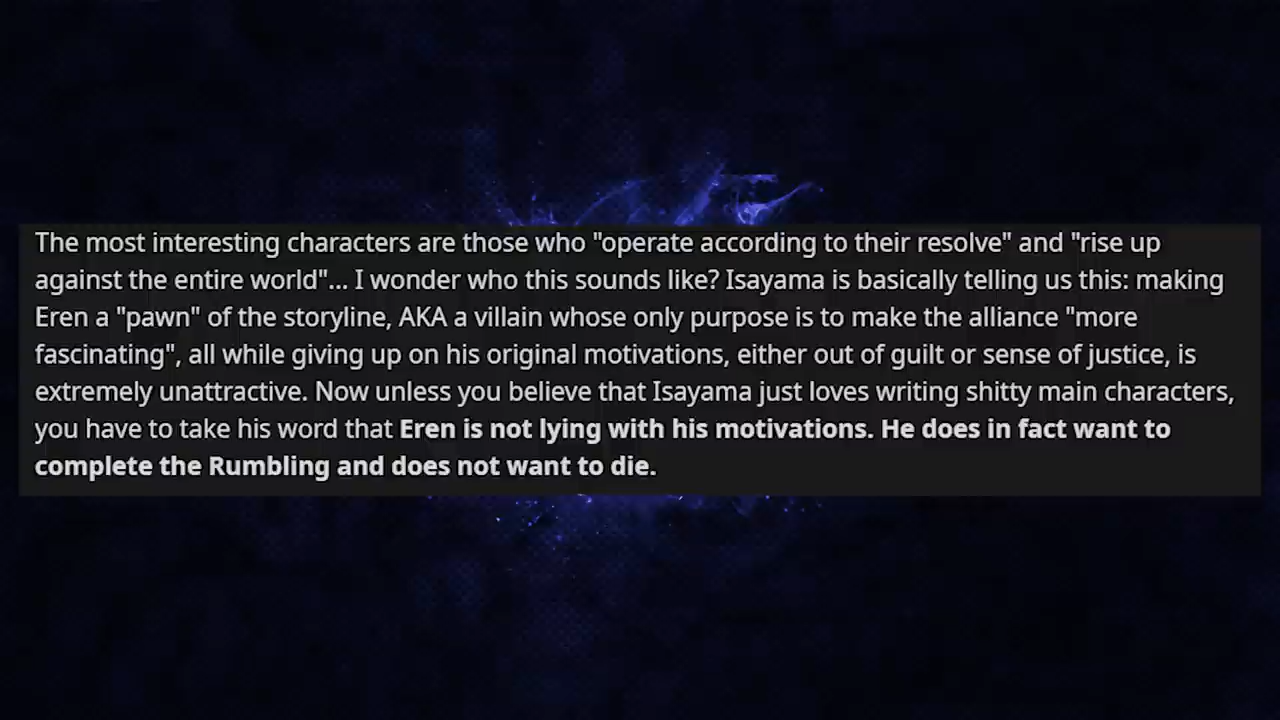 The most interesting characters are those who "operate according to their resolve" and "rise up
against the entire world"... I wonder who this sounds like? Isayama is basically telling us this: making
Eren a "pawn" of the storyline, AKA a villain whose only purpose is to make the alliance "more
fascinating", all while giving up on his original motivations, either out of guilt or sense of justice, is
extremely unattractive. Now unless you believe that Isayama just loves writing shitty main characters,
you have to take his word that Eren is not lying with his motivations. He does in fact want to
complete the Rumbling and does not want to die.